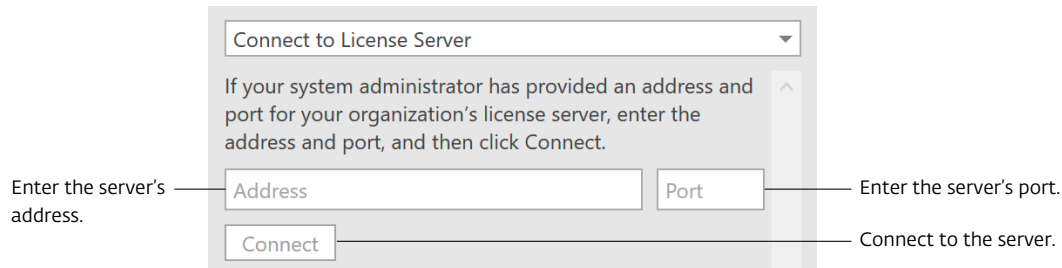 Connect to License Server
If your system administrator has provided an address and
port for your organization’s license server, enter the
address and port, and then click Connect.
Enter the server’s
address.
Address
Port
Enter the server’s port.
Connect
Connect to the server.